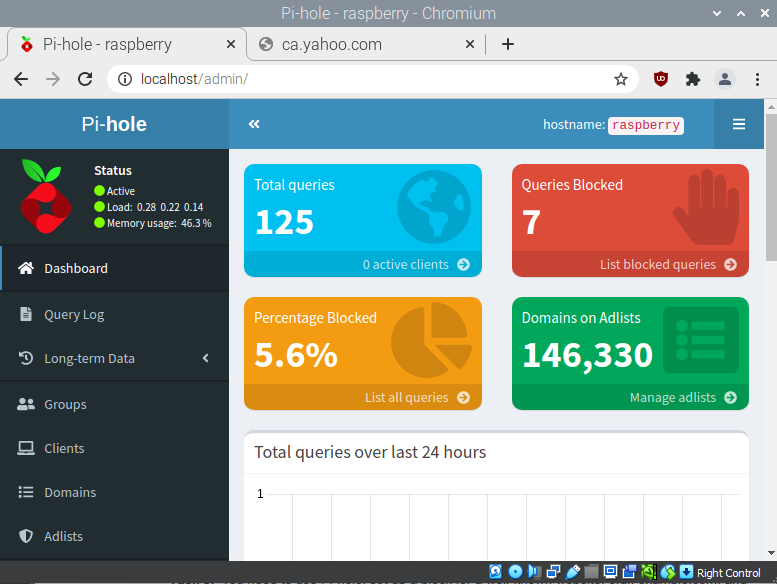 Pi-hole - raspberry - Chromium
Pi-hole - raspberry
ca.yahoo.com
localhost/admin/
Pi-hole
hostname: raspberry
Status
Active
Load: 0.28 0.22 0.14
Memory usage: 46.3 %
Dashboard
Query Log
Long-term Data
Groups
Clients
Domains
Adlists
Total queries
125
0 active clients
Queries Blocked
7
List blocked queries
Percentage Blocked
5.6%
List all queries
Domains on Adlists
146,330
Manage adlists
Total queries over last 24 hours
1
Right Control